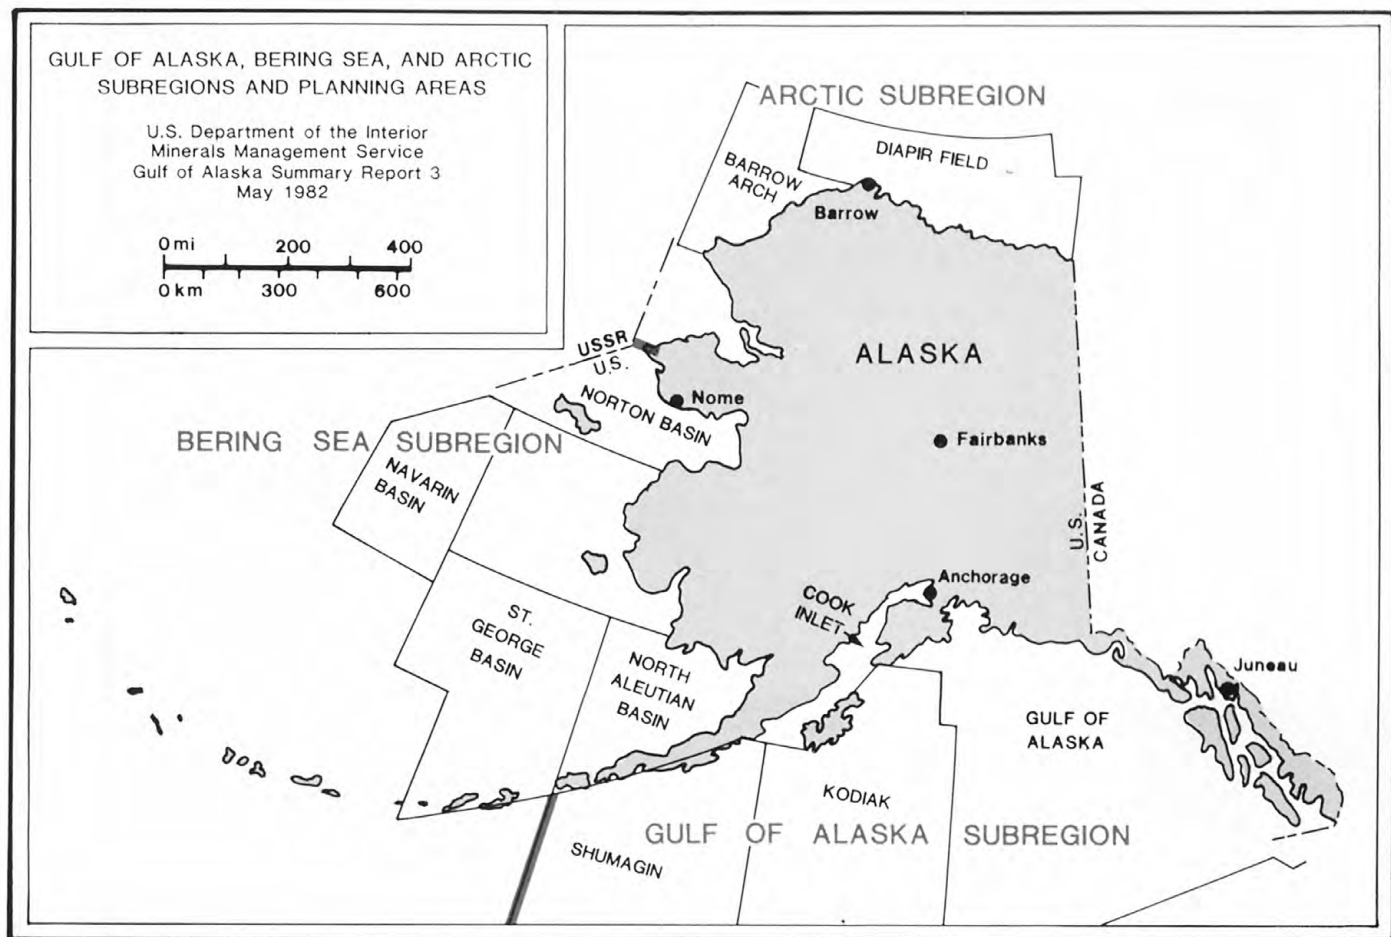 GULF OF ALASKA, BERING SEA, AND ARCTIC
SUBREGIONS AND PLANNING AREAS
U.S. Department of the Interior
Minerals Management Service
Gulf of Alaska Summary Report 3
May 1982
0 mi 200 400
0 km 300 600
ARCTIC SUBREGION
DIAPIR FIELD
BARROW
ARCH
Barrow
USSR
U.S.
ALASKA
Nome
NORTON BASIN
Fairbanks
BERING SEA SUBREGION
NAVARIN
BASIN
U.S.
CANADA
Anchorage
COOK
INLET
ST.
GEORGE
BASIN
NORTH
ALEUTIAN
BASIN
Juneau
GULF OF
ALASKA
KODIAK
GULF OF ALASKA SUBREGION
SHUMAGIN